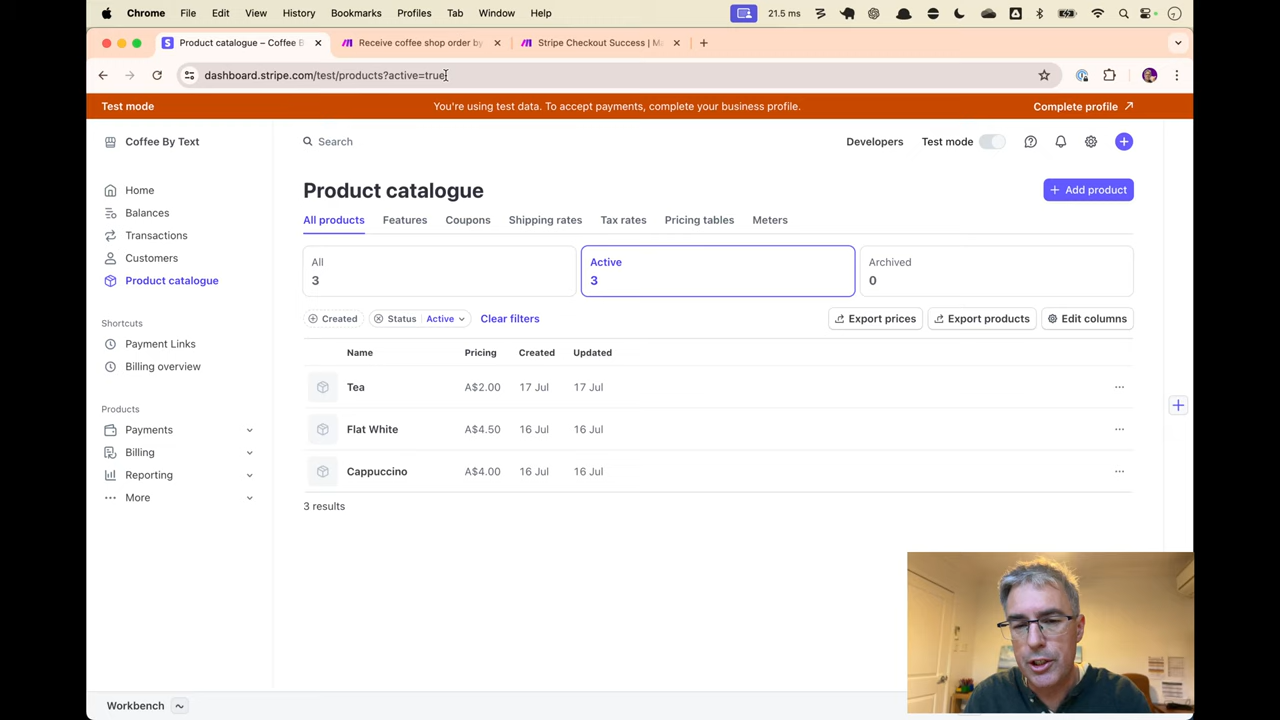 Chrome File Edit View History Bookmarks Profiles Tab Window Help 21.5 ms
Product catalogue – Coffee B Receive coffee shop order by Stripe Checkout Success | Ma
dashboard.stripe.com/test/products?active=true
Test mode You're using test data. To accept payments, complete your business profile. Complete profile
Coffee By Text Search Developers Test mode
Home
Balances
Transactions
Customers
Product catalogue
Shortcuts
Payment Links
Billing overview
Products
Payments
Billing
Reporting
More
Product catalogue Add product
All products Features Coupons Shipping rates Tax rates Pricing tables Meters
All Active Archived
3 3 0
Created Status Active Clear filters Export prices Export products Edit columns
Name Pricing Created Updated
Tea A$2.00 17 Jul 17 Jul
Flat White A$4.50 16 Jul 16 Jul
Cappuccino A$4.00 16 Jul 16 Jul
3 results
Workbench